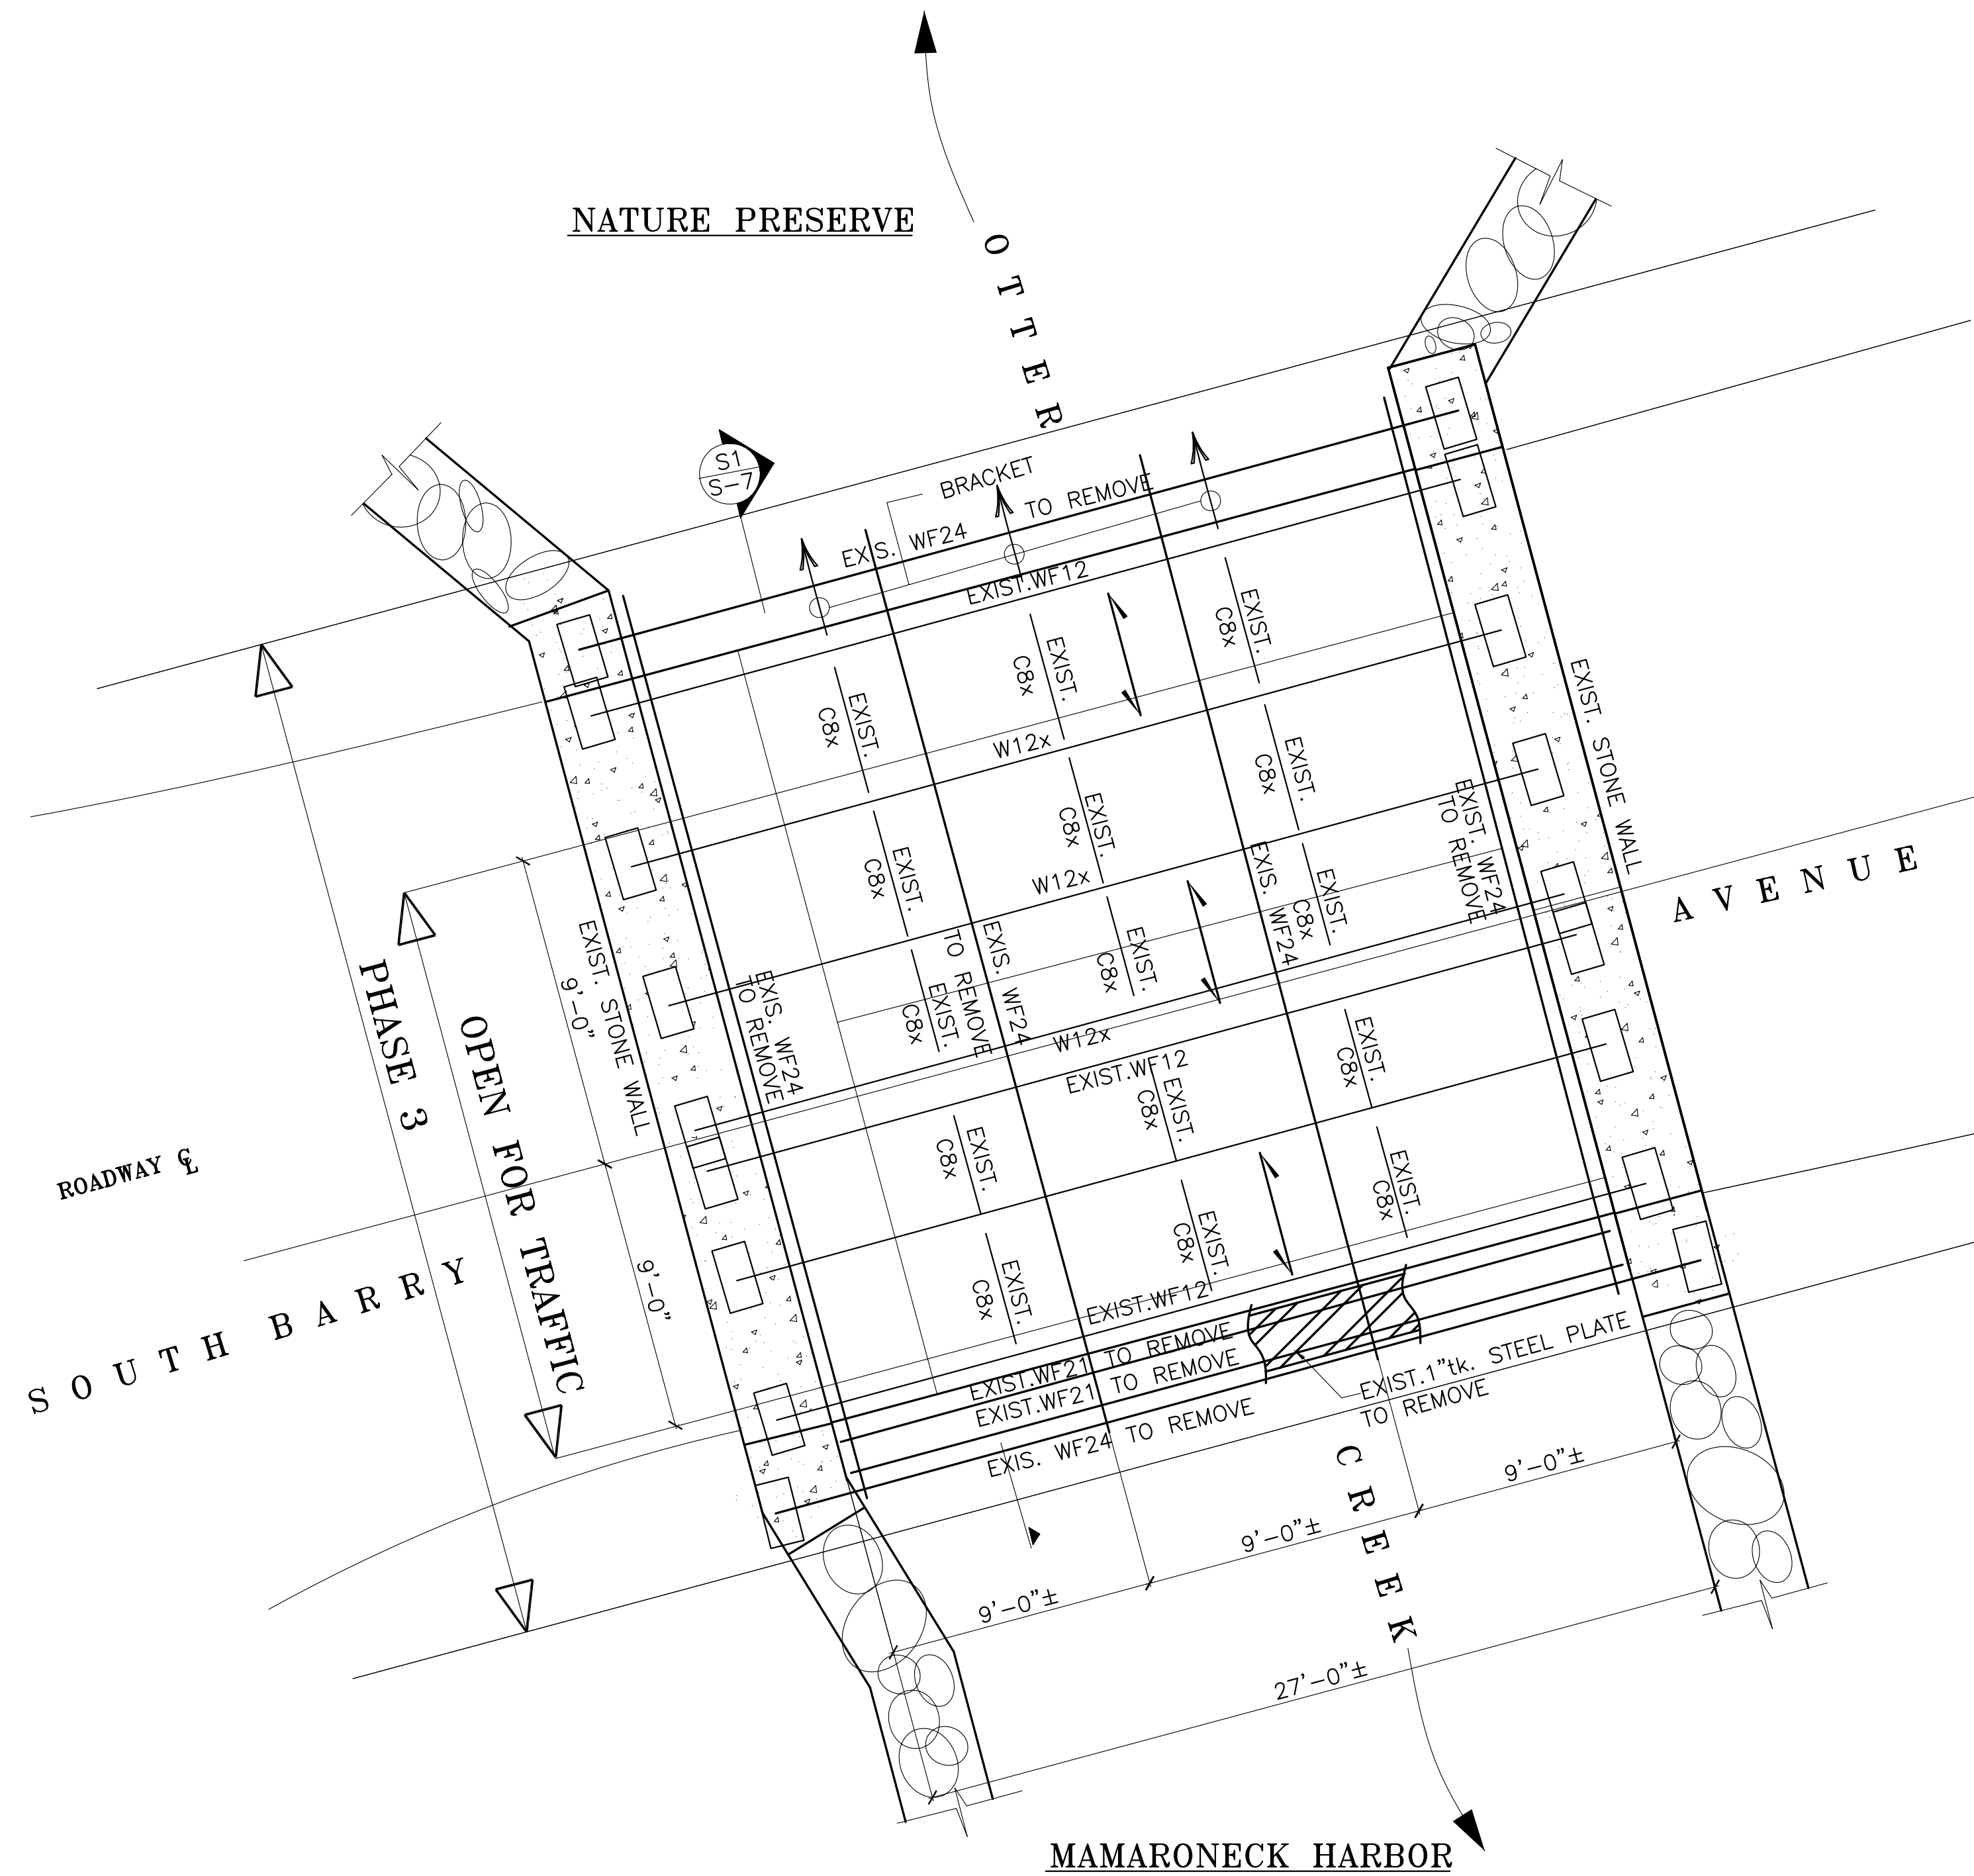 NATURE PRESERVE
OTTER
S1
S-7
BRACKET
EXIS. WF24 TO REMOVE
EXIST.WF12
EXIST.
C8x
EXIST.
C8x
EXIST.
C8x
W12x
EXIST.
C8x
EXIST.
C8x
EXIST.
C8x
W12x
EXIST.
C8x
EXIST.
C8x
EXIST.
C8x
W12x
EXIST.WF12
EXIST. STONE WALL
EXIST. STONE WALL
EXIS. WF24
TO REMOVE
EXIS. WF24
TO REMOVE
EXIS. WF24
EXIST. WF24
TO REMOVE
AVENUE
PHASE 3
OPEN FOR TRAFFIC
9'-0"
9'-0"
ROADWAY ℄
SOUTH BARRY
EXIST.
C8x
EXIST.
C8x
EXIST.
C8x
EXIST.
C8x
EXIST.
C8x
EXIST.
C8x
EXIST.WF12
EXIST.WF21 TO REMOVE
EXIST.WF21 TO REMOVE
EXIS. WF24 TO REMOVE
EXIST.1"tk. STEEL PLATE
TO REMOVE
CREEK
9'-0"±
9'-0"±
9'-0"±
27'-0"±
MAMARONECK HARBOR